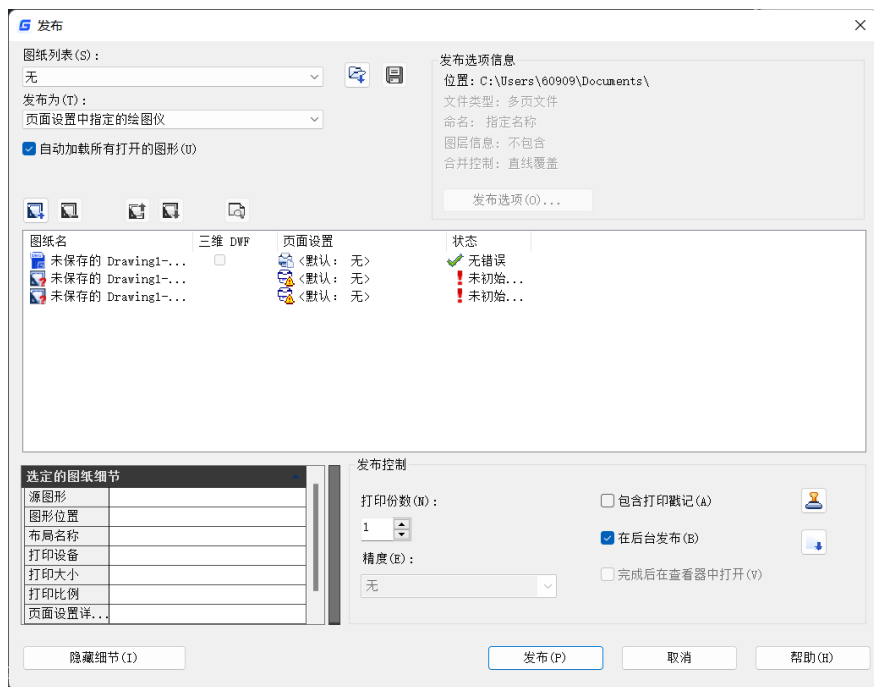 发布
图纸列表(S):
无
发布为(T):
页面设置中指定的绘图仪
自动加载所有打开的图形(U)
发布选项信息
位置: C:\Users\60909\Documents\
文件类型: 多页文件
命名: 指定名称
图层信息: 不包含
合并控制: 直线覆盖
发布选项(O)...
图纸名 三维 DWF 页面设置 状态
未保存的 Drawing1-... <默认: 无> 无错误
未保存的 Drawing1-... <默认: 无> 未初始...
未保存的 Drawing1-... <默认: 无> 未初始...
选定的图纸细节
源图形
图形位置
布局名称
打印设备
打印大小
打印比例
页面设置详...
发布控制
打印份数(N):
1
精度(E):
无
包含打印戳记(A)
在后台发布(B)
完成后在查看器中打开(V)
隐藏细节(I)
发布(P)
取消
帮助(H)